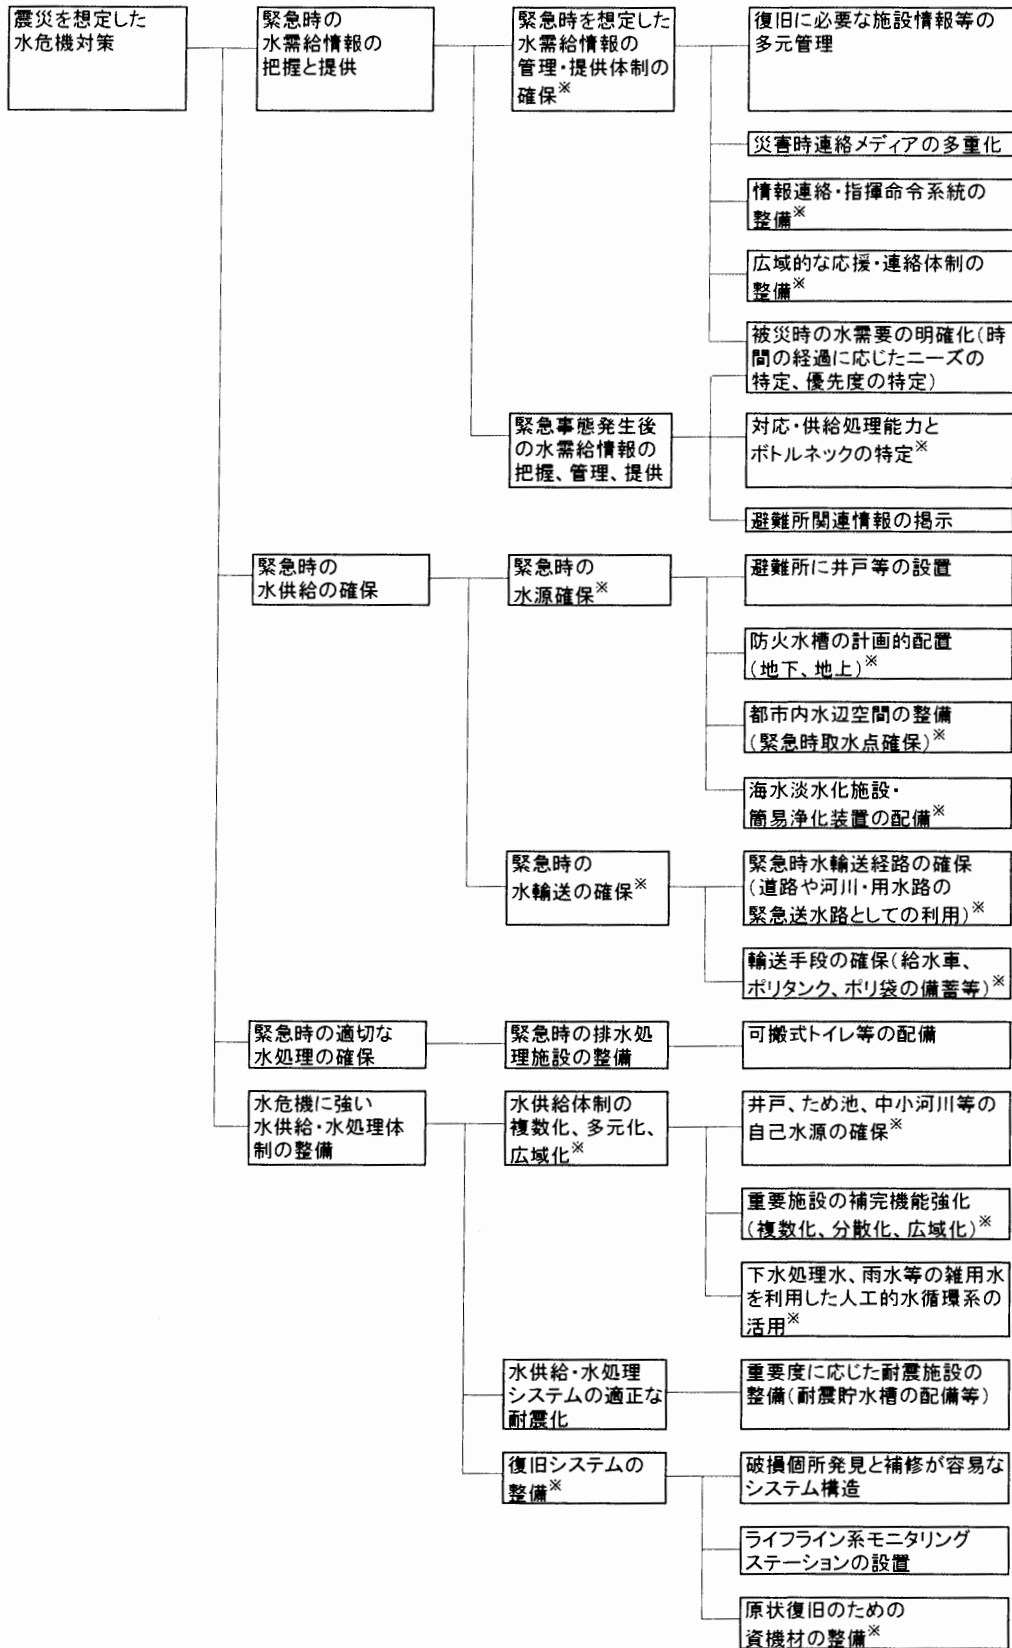 震災を想定した
水危機対策
緊急時の
水需給情報の
把握と提供
緊急時を想定した
水需給情報の
管理・提供体制の
確保※
復旧に必要な施設情報等の
多元管理
災害時連絡メディアの多重化
情報連絡・指揮命令系統の
整備※
広域的な応援・連絡体制の
整備※
被災時の水需要の明確化(時
間の経過に応じたニーズの
特定、優先度の特定)
緊急事態発生後
の水需給情報の
把握、管理、提供
対応・供給処理能力と
ボトルネックの特定※
避難所関連情報の掲示
緊急時の
水供給の確保
緊急時の
水源確保※
避難所に井戸等の設置
防火水槽の計画的配置
(地下、地上)※
都市内水辺空間の整備
(緊急時取水点確保)※
海水淡水化施設・
簡易浄化装置の配備※
緊急時の
水輸送の確保※
緊急時水輸送経路の確保
(道路や河川・用水路の
緊急送水路としての利用)※
輸送手段の確保(給水車、
ポリタンク、ポリ袋の備蓄等)※
緊急時の適切な
水処理の確保
緊急時の排水処
理施設の整備
可搬式トイレ等の配備
水危機に強い
水供給・水処理体
制の整備
水供給体制の
複数化、多元化、
広域化※
井戸、ため池、中小河川等の
自己水源の確保※
重要施設の補完機能強化
(複数化、分散化、広域化)※
下水処理水、雨水等の雑用水
を利用した人工的水循環系の
活用※
水供給・水処理
システムの適正な
耐震化
重要度に応じた耐震施設の
整備(耐震貯水槽の配備等)
復旧システムの
整備※
破損個所発見と補修が容易な
システム構造
ライフライン系モニタリング
ステーションの設置
原状復旧のための
資機材の整備※